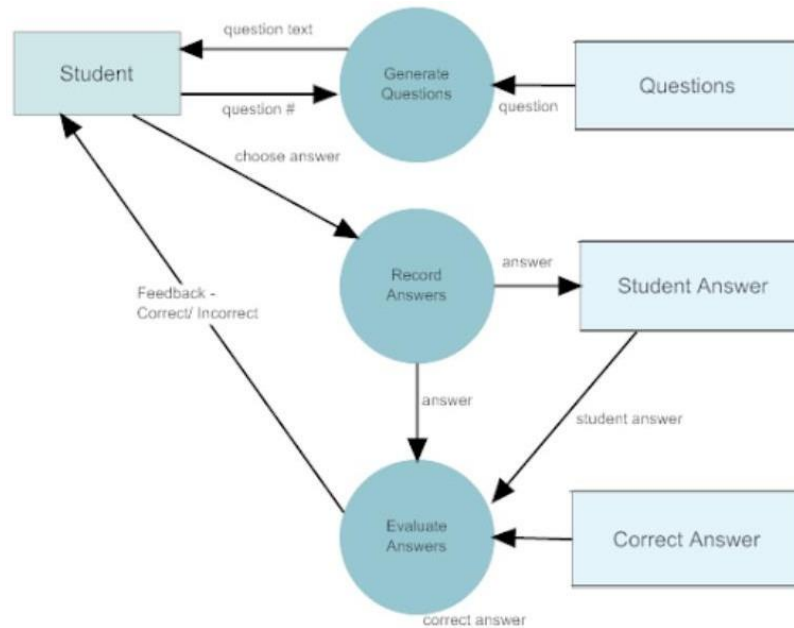 question text
Student
Generate
Questions
Questions
question #
question
choose answer
Record
Answers
answer
Student Answer
Feedback -
Correct/ Incorrect
answer
student answer
Evaluate
Answers
Correct Answer
correct answer